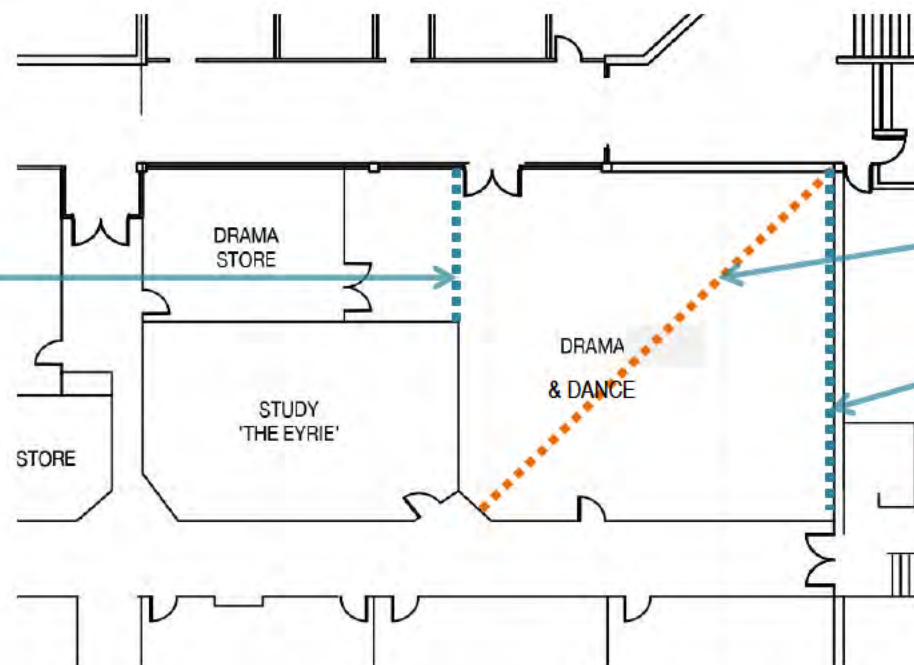 DRAMA
STORE
DRAMA
& DANCE
STUDY
'THE EYRIE'
STORE